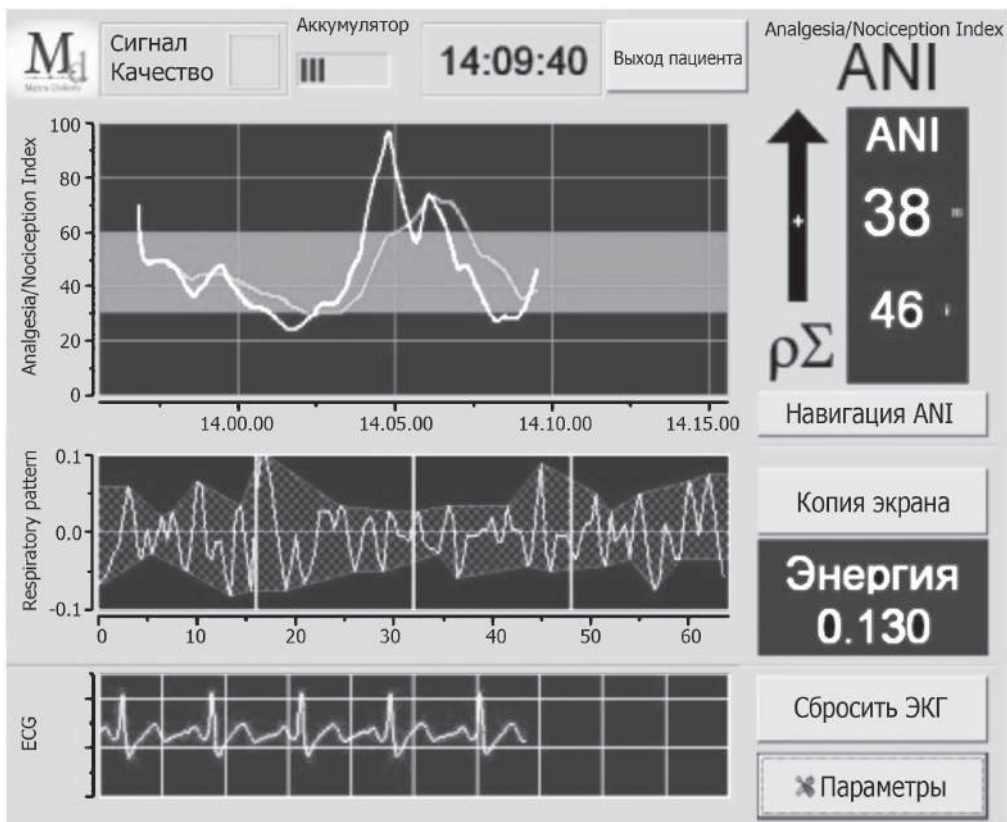 Md
Сигнал
Качество
Аккумулятор
14:09:40
Выход пациента
Analgesia/Nociception Index
ANI
Analgesia/Nociception Index
100
80
60
40
20
0
14.00.00
14.05.00
14.10.00
14.15.00
ANI
38 m
46 i
ρΣ
Навигация ANI
Respiratory pattern
0.1
0.0
-0.1
0
10
20
30
40
50
60
Копия экрана
Энергия
0.130
ECG
Сбросить ЭКГ
Параметры